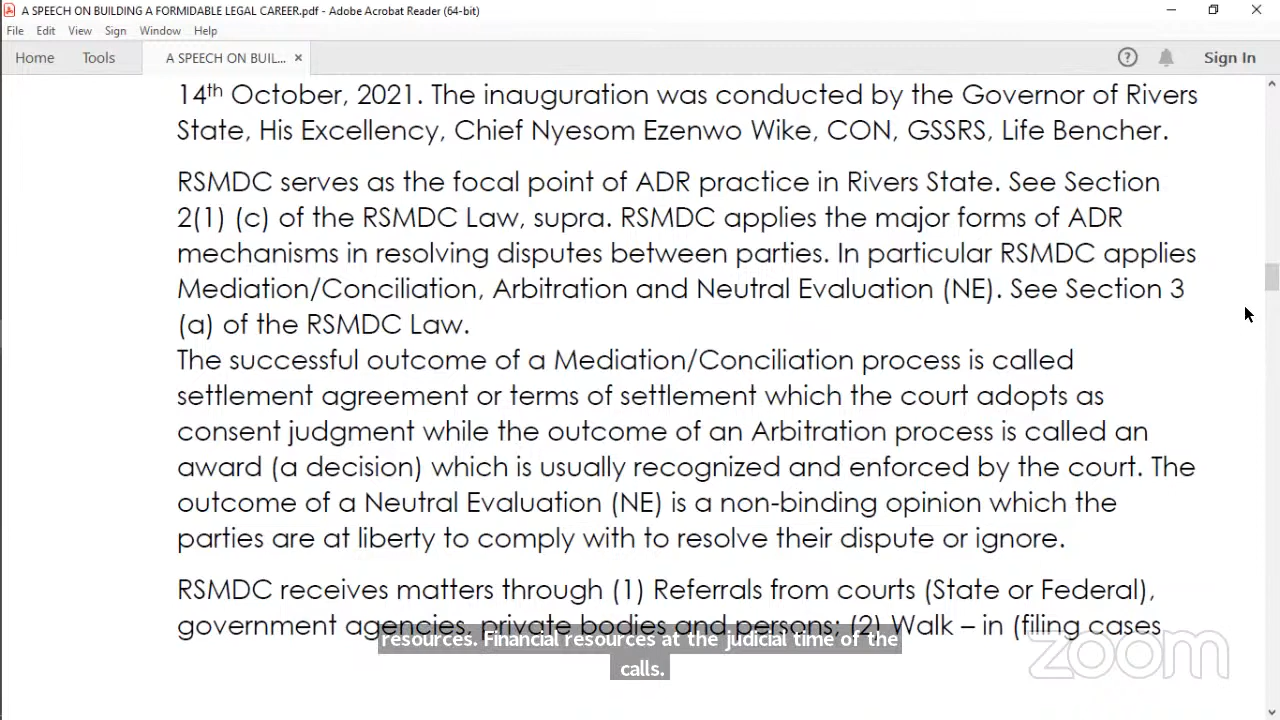 A SPEECH ON BUILDING A FORMIDABLE LEGAL CAREER.pdf - Adobe Acrobat Reader (64-bit)
File Edit View Sign Window Help
Home Tools A SPEECH ON BUIL... × Sign In
14th October, 2021. The inauguration was conducted by the Governor of Rivers
State, His Excellency, Chief Nyesom Ezenwo Wike, CON, GSSRS, Life Bencher.
RSMDC serves as the focal point of ADR practice in Rivers State. See Section
2(1) (c) of the RSMDC Law, supra. RSMDC applies the major forms of ADR
mechanisms in resolving disputes between parties. In particular RSMDC applies
Mediation/Conciliation, Arbitration and Neutral Evaluation (NE). See Section 3
(a) of the RSMDC Law.
The successful outcome of a Mediation/Conciliation process is called
settlement agreement or terms of settlement which the court adopts as
consent judgment while the outcome of an Arbitration process is called an
award (a decision) which is usually recognized and enforced by the court. The
outcome of a Neutral Evaluation (NE) is a non-binding opinion which the
parties are at liberty to comply with to resolve their dispute or ignore.
RSMDC receives matters through (1) Referrals from courts (State or Federal),
government agencies, private bodies and persons; (2) Walk – in (filing cases
resources. Financial resources at the judicial time of the
calls.
zoom